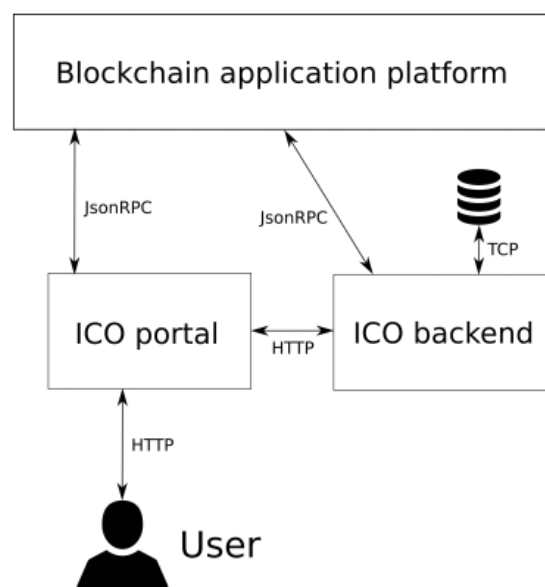 Blockchain application platform
JsonRPC
JsonRPC
TCP
ICO portal
HTTP
ICO backend
HTTP
User